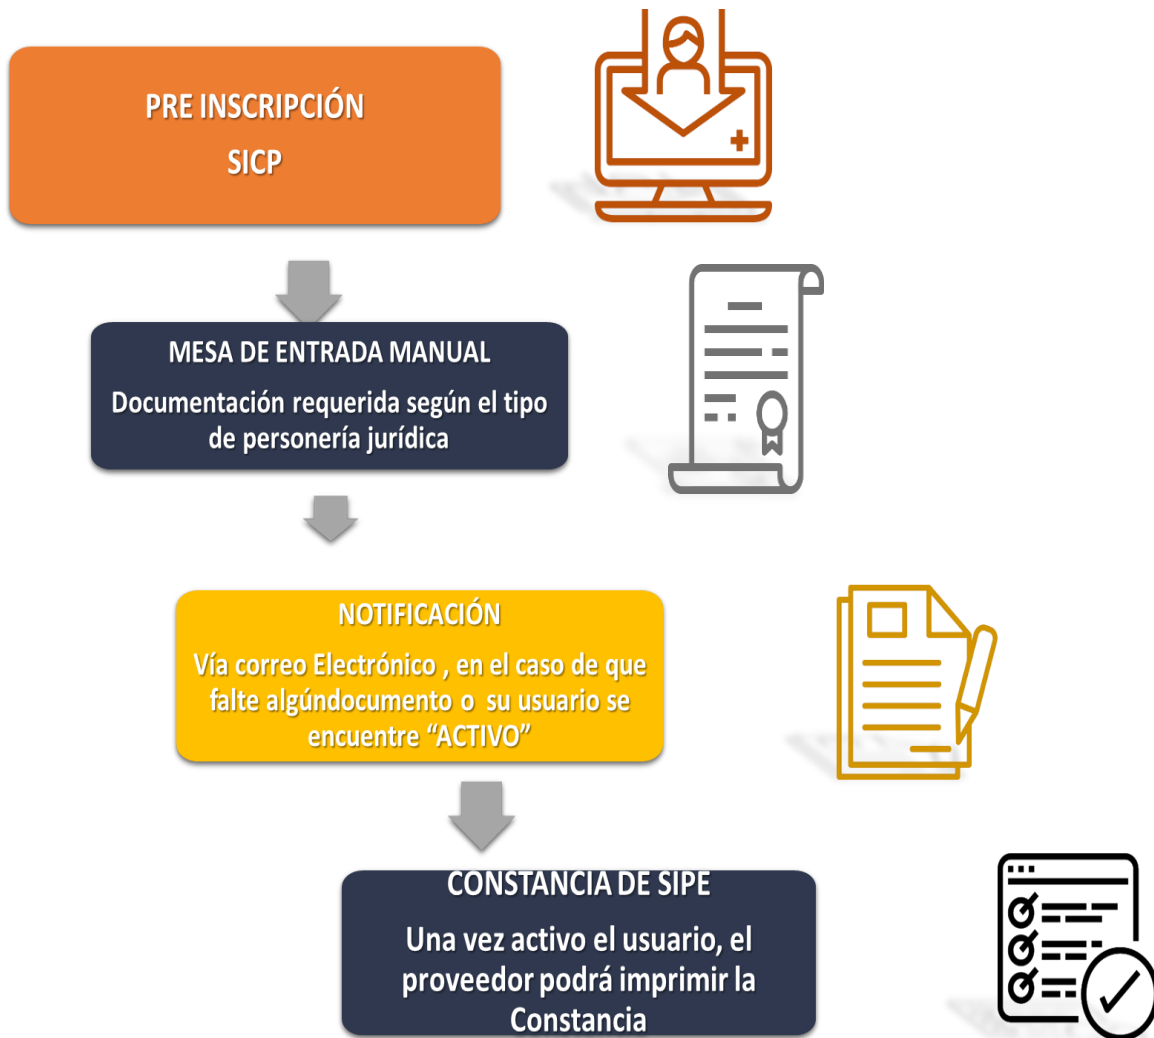 PRE INSCRIPCIÓN
SICP
MESA DE ENTRADA MANUAL
Documentación requerida según el tipo
de personería jurídica
NOTIFICACIÓN
Vía correo Electrónico , en el caso de que
falte algúndocumento o su usuario se
encuentre “ACTIVO”
CONSTANCIA DE SIPE
Una vez activo el usuario, el
proveedor podrá imprimir la
Constancia